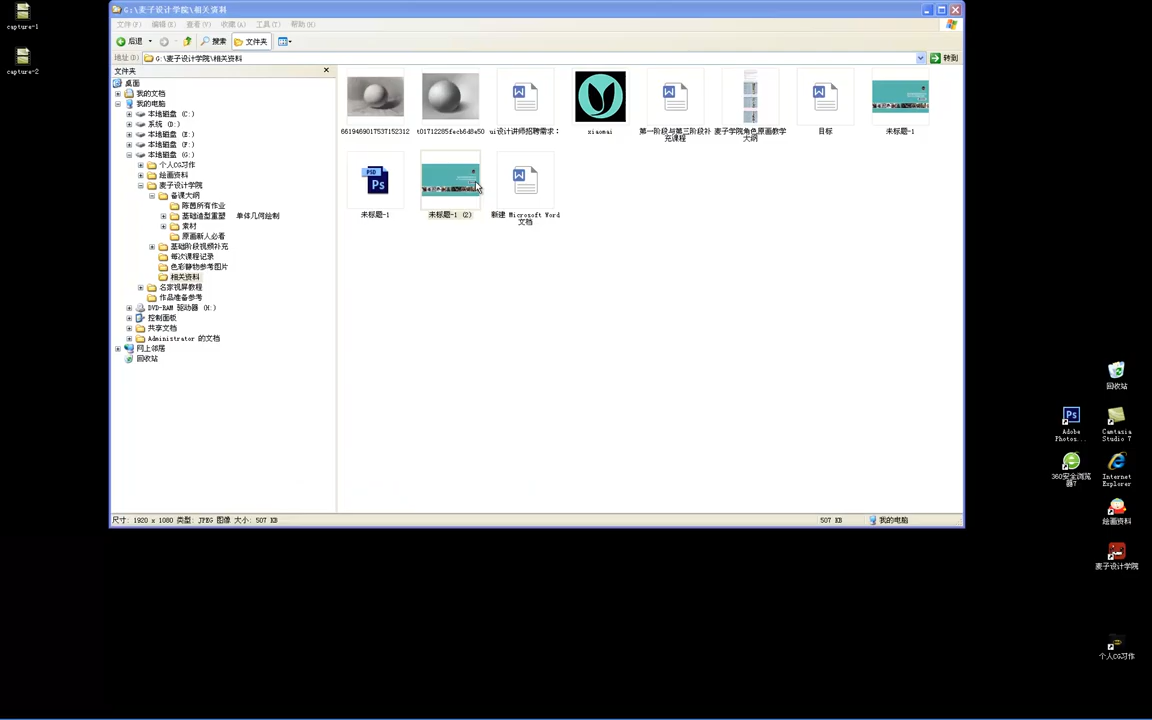 capture-1
capture-2
G:\麦子设计学院\相关资料
文件(F) 编辑(E) 查看(V) 收藏(A) 工具(T) 帮助(H)
后退 搜索 文件夹
地址(D) G:\麦子设计学院\相关资料 转到
文件夹
桌面
我的文档
我的电脑
本地磁盘 (C:)
系统 (D:)
本地磁盘 (E:)
本地磁盘 (F:)
本地磁盘 (G:)
个人CG习作
绘画资料
麦子设计学院
备课大纲
陈茜所有作业
基础造型重塑 单体几何绘制
素材
原画新人必看
基础阶段视频补充
每次课程记录
色彩静物参考图片
相关资料
名家视屏教程
作品准备参考
DVD-RAM 驱动器 (H:)
控制面板
共享文档
Administrator 的文档
网上邻居
回收站
6619469017537152312
t01712285fecb6d8a50
ui设计讲师招聘需求：
xiaomai
第一阶段与第三阶段补
充课程
麦子学院角色原画教学
大纲
目标
未标题-1
PSD
Ps
未标题-1
未标题-1 (2)
新建 Microsoft Word
文档
尺寸: 1920 x 1080 类型: JPEG 图像 大小: 507 KB
507 KB
我的电脑
回收站
Ps
Adobe
Photos...
Camtasia
Studio 7
360安全浏览
器7
Internet
Explorer
绘画资料
麦子设计学院
个人CG习作